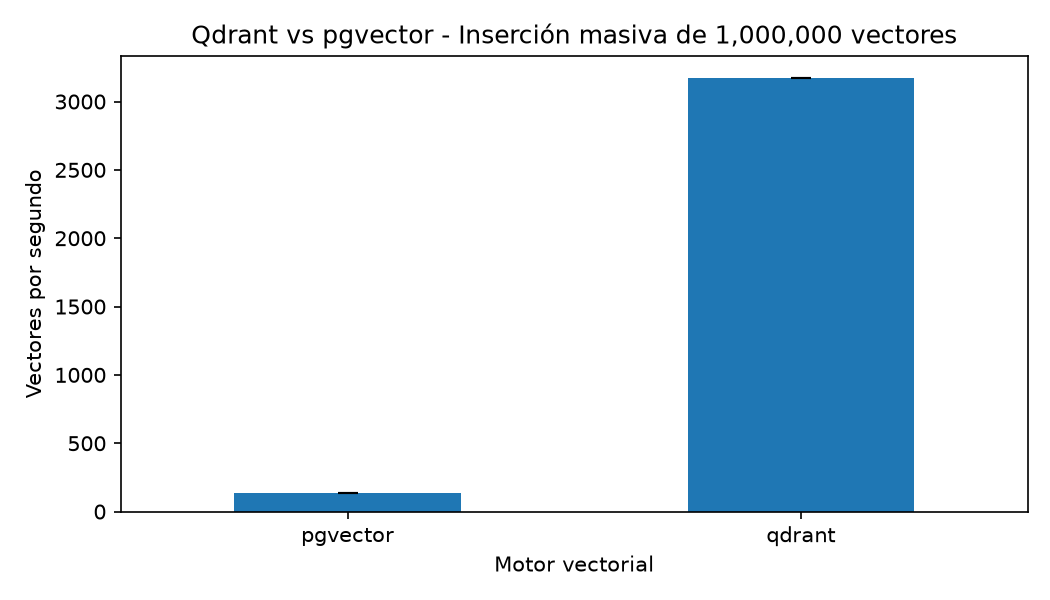 Qdrant vs pgvector - Inserción masiva de 1,000,000 vectores
Vectores por segundo
3000
2500
2000
1500
1000
500
0
pgvector
qdrant
Motor vectorial